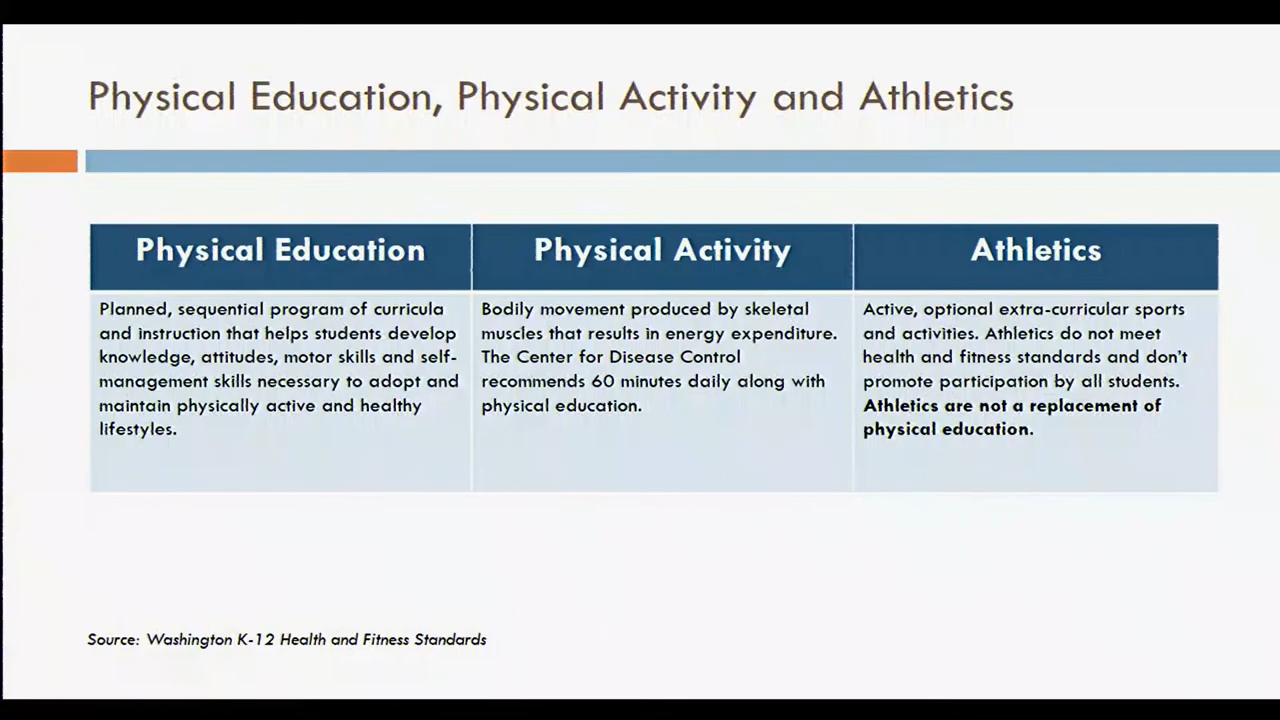 Physical Education, Physical Activity and Athletics
Physical Education
Planned, sequential program of curricula
and instruction that helps students develop
knowledge, attitudes, motor skills and self-
management skills necessary to adopt and
maintain physically active and healthy
lifestyles.
Physical Activity
Bodily movement produced by skeletal
muscles that results in energy expenditure.
The Center for Disease Control
recommends 60 minutes daily along with
physical education.
Athletics
Active, optional extra-curricular sports
and activities. Athletics do not meet
health and fitness standards and don't
promote participation by all students.
Athletics are not a replacement of
physical education.
Source: Washington K-12 Health and Fitness Standards